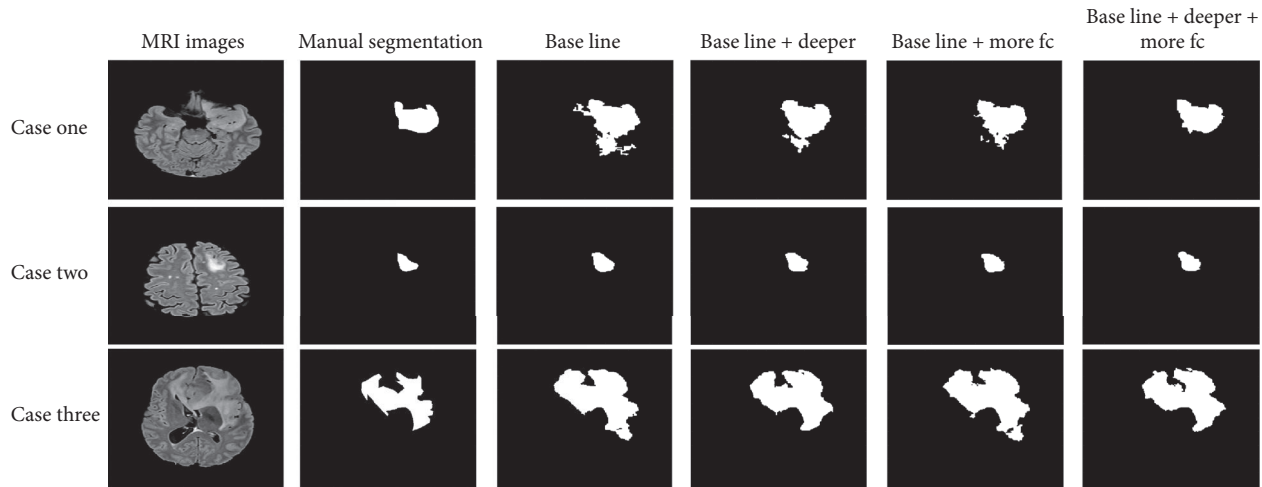 MRI images
Manual segmentation
Base line
Base line + deeper
Base line + more fc
Base line + deeper +
more fc
Case one
Case two
Case three